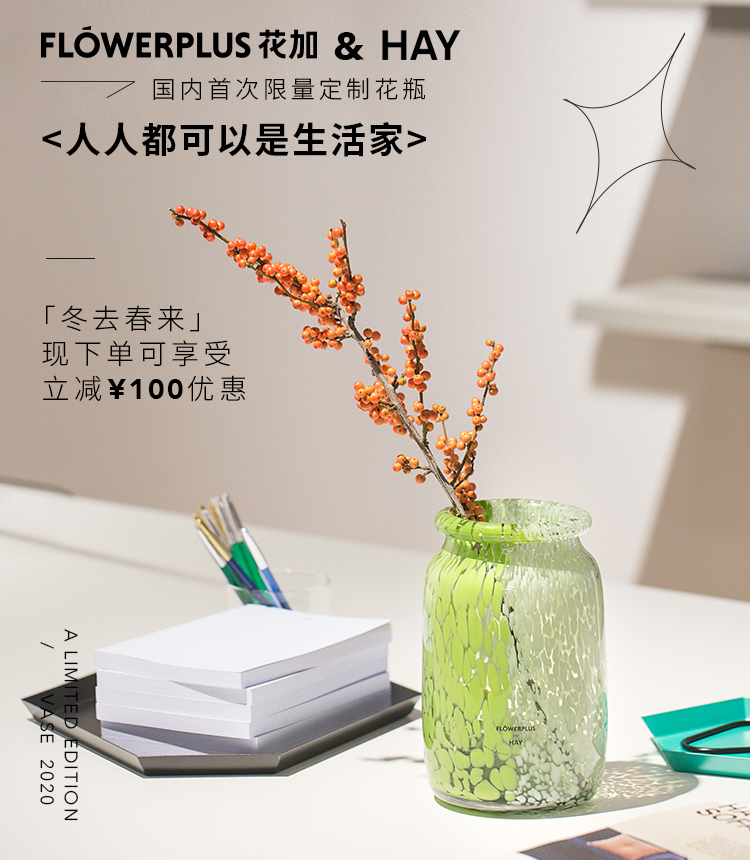 FLOWERPLUS 花加 & HAY
国内首次限量定制花瓶
<人人都可以是生活家>
「冬去春来」
现下单可享受
立减¥100优惠
A LIMITED EDITION
/ VASE 2020
FLOWERPLUS
HAY